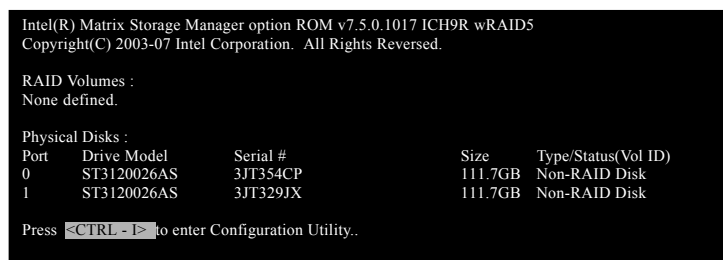 Intel(R) Matrix Storage Manager option ROM v7.5.0.1017 ICH9R wRAID5
Copyright(C) 2003-07 Intel Corporation. All Rights Reversed.
RAID Volumes :
None defined.
Physical Disks :
Port Drive Model Serial # Size Type/Status(Vol ID)
0 ST3120026AS 3JT354CP 111.7GB Non-RAID Disk
1 ST3120026AS 3JT329JX 111.7GB Non-RAID Disk
Press <CTRL - I> to enter Configuration Utility..